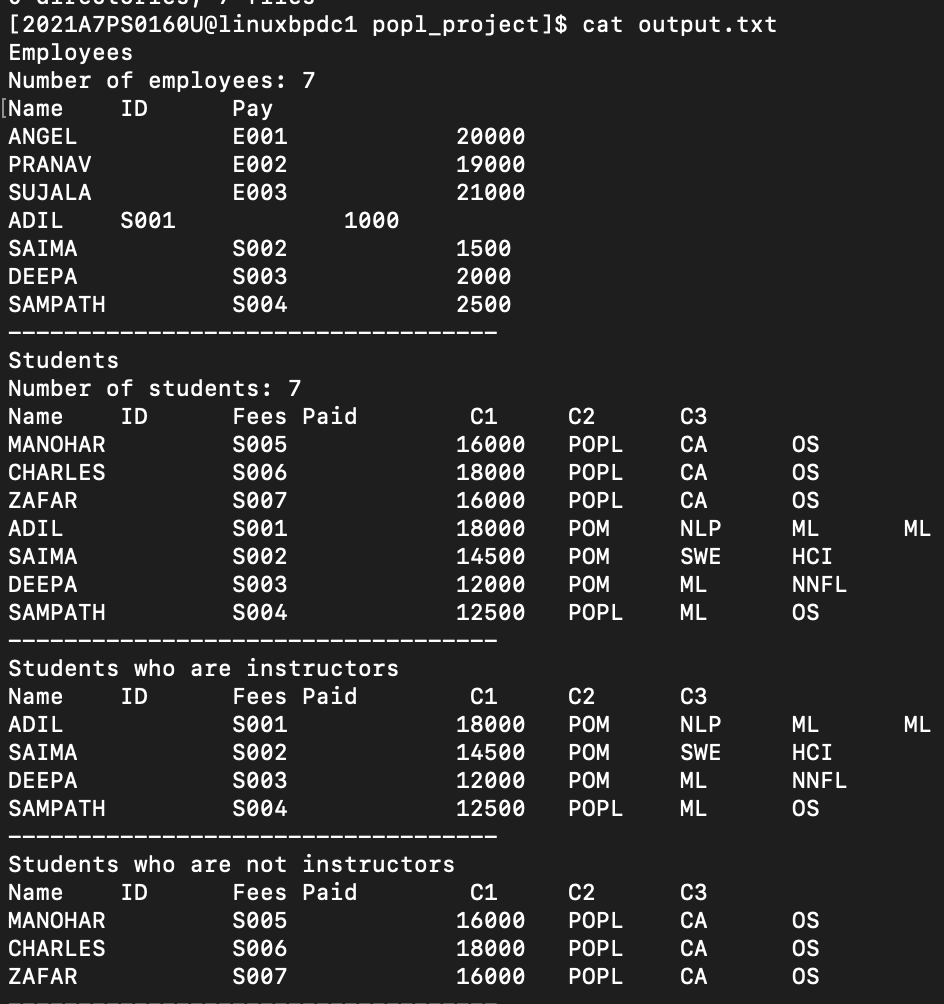 0 directories, 7 files
[2021A7PS0160U@linuxbpdc1 popl_project]$ cat output.txt
Employees
Number of employees: 7
[Name    ID      Pay
ANGEL           E001            20000
PRANAV          E002            19000
SUJALA          E003            21000
ADIL    S001            1000
SAIMA           S002            1500
DEEPA           S003            2000
SAMPATH         S004            2500
-----------------------------------
Students
Number of students: 7
Name    ID      Fees Paid        C1     C2      C3
MANOHAR         S005            16000   POPL    CA      OS
CHARLES         S006            18000   POPL    CA      OS
ZAFAR           S007            16000   POPL    CA      OS
ADIL            S001            18000   POM     NLP     ML      ML
SAIMA           S002            14500   POM     SWE     HCI
DEEPA           S003            12000   POM     ML      NNFL
SAMPATH         S004            12500   POPL    ML      OS
-----------------------------------
Students who are instructors
Name    ID      Fees Paid        C1     C2      C3
ADIL            S001            18000   POM     NLP     ML      ML
SAIMA           S002            14500   POM     SWE     HCI
DEEPA           S003            12000   POM     ML      NNFL
SAMPATH         S004            12500   POPL    ML      OS
-----------------------------------
Students who are not instructors
Name    ID      Fees Paid        C1     C2      C3
MANOHAR         S005            16000   POPL    CA      OS
CHARLES         S006            18000   POPL    CA      OS
ZAFAR           S007            16000   POPL    CA      OS
-----------------------------------